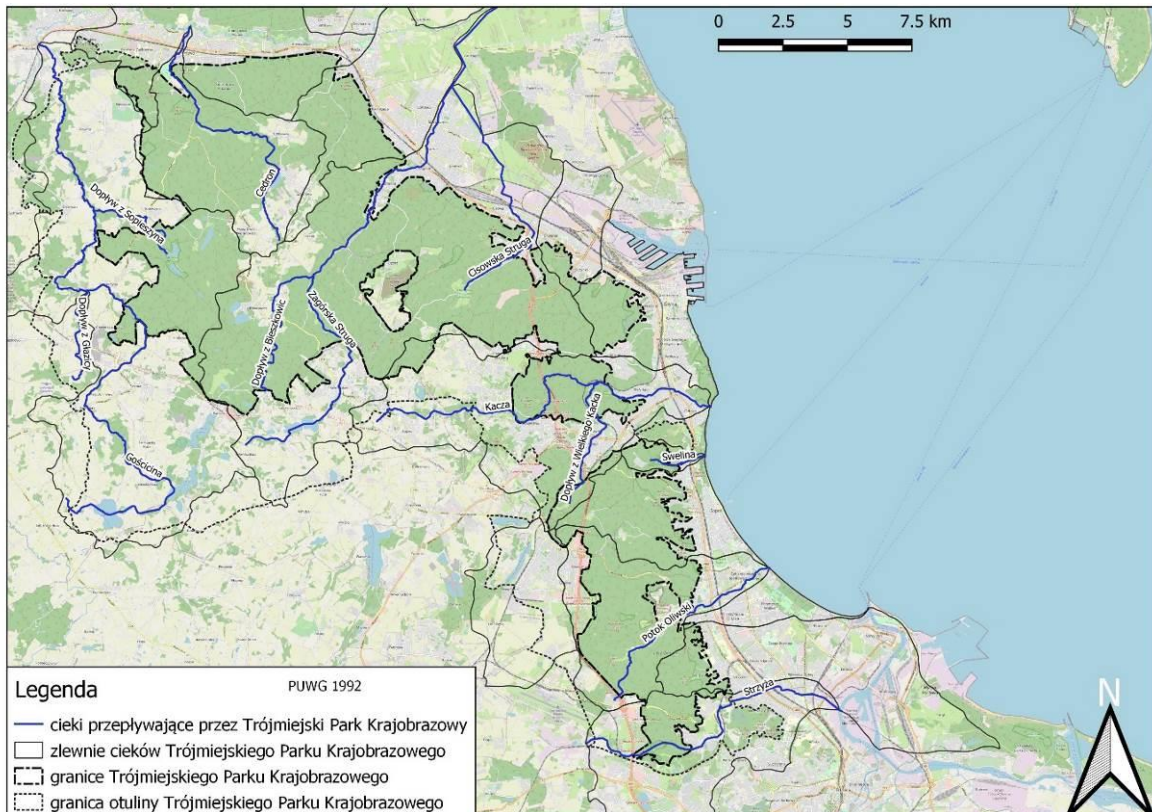 0 2.5 5 7.5 km
Dopływ z Sopieszyna
Cedron
Cisowska Struga
Zagórska Struga
Dopływ z Głazicy
Dopływ z Bieszkowic
Kacza
Dopływ z Wielkiego Kacka
Swelina
Gościcina
Potok Oliwski
Strzyża
N
Legenda PUWG 1992
cieki przepływające przez Trójmiejski Park Krajobrazowy
zlewnie cieków Trójmiejskiego Parku Krajobrazowego
granice Trójmiejskiego Parku Krajobrazowego
granica otuliny Trójmiejskiego Parku Krajobrazowego